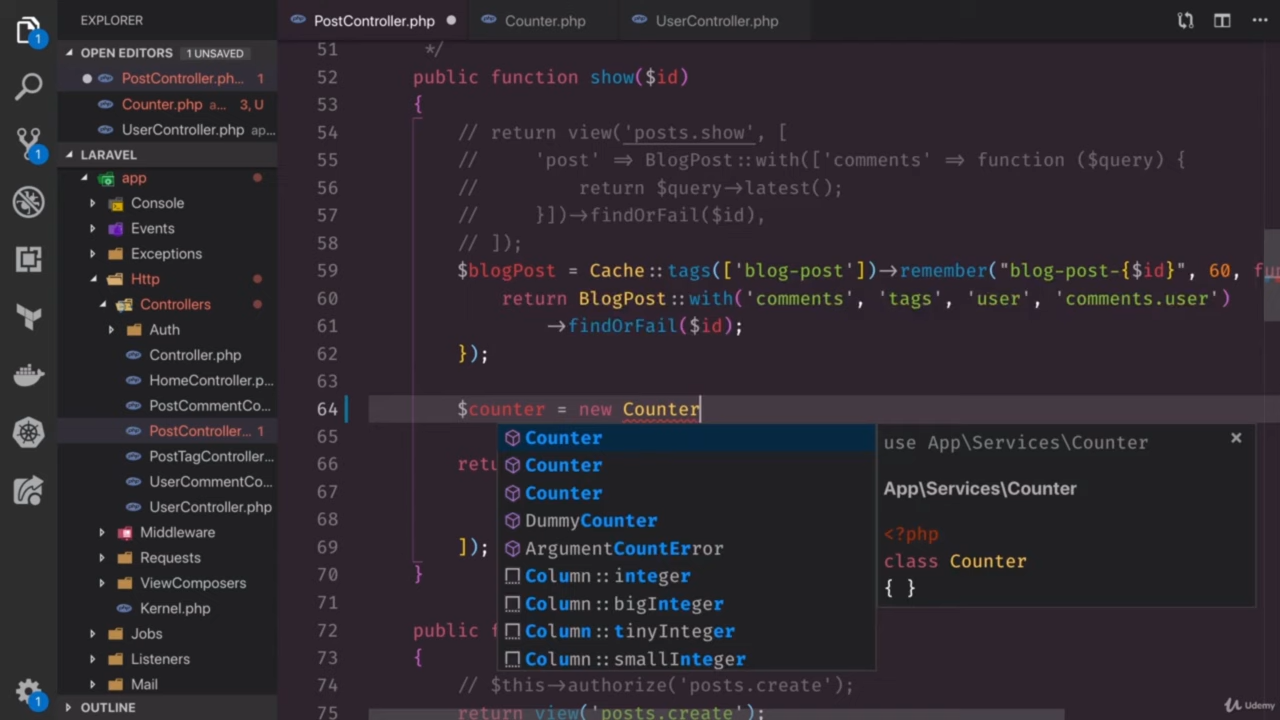 EXPLORER
PostController.php
Counter.php
UserController.php
1
OPEN EDITORS 1 UNSAVED
PostController.ph... 1
Counter.php a... 3, U
UserController.php app...
LARAVEL
app
Console
Events
Exceptions
Http
Controllers
Auth
Controller.php
HomeController.p...
PostCommentCo...
PostController... 1
PostTagController...
UserCommentCo...
UserController.php
Middleware
Requests
ViewComposers
Kernel.php
Jobs
Listeners
Mail
OUTLINE
1
1
51 */
52 public function show($id)
53 {
54 // return view('posts.show', [
55 // 'post' => BlogPost::with(['comments' => function ($query) {
56 // return $query->latest();
57 // }])->findOrFail($id),
58 // ]);
59 $blogPost = Cache::tags(['blog-post'])->remember("blog-post-{$id}", 60, fun
60 return BlogPost::with('comments', 'tags', 'user', 'comments.user')
61 ->findOrFail($id);
62 });
63
64 $counter = new Counter
65
66 retu
67
68
69 ]);
70 }
71
72 public f
73 {
74 // $this->authorize('posts.create');
75 return view('posts.create');
Counter
Counter
Counter
DummyCounter
ArgumentCountError
Column::integer
Column::bigInteger
Column::tinyInteger
Column::smallInteger
use App\Services\Counter
App\Services\Counter
<?php
class Counter
{ }
Udemy